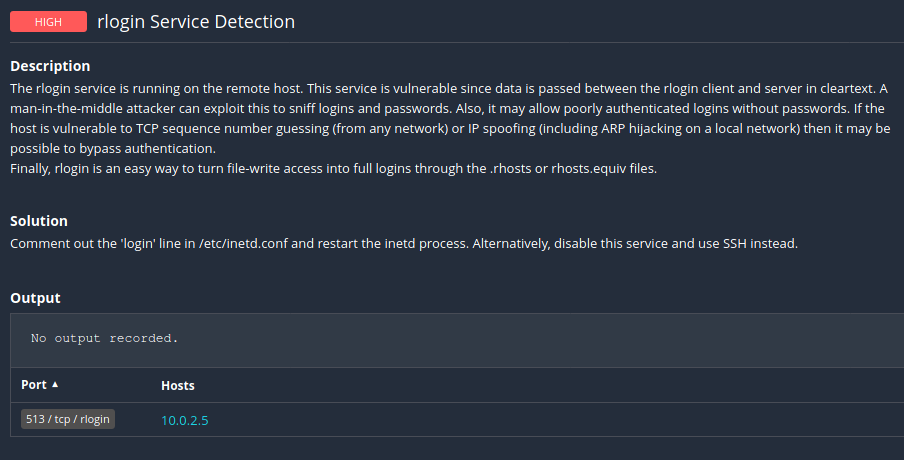 HIGH rlogin Service Detection
Description
The rlogin service is running on the remote host. This service is vulnerable since data is passed between the rlogin client and server in cleartext. A
man-in-the-middle attacker can exploit this to sniff logins and passwords. Also, it may allow poorly authenticated logins without passwords. If the
host is vulnerable to TCP sequence number guessing (from any network) or IP spoofing (including ARP hijacking on a local network) then it may be
possible to bypass authentication.
Finally, rlogin is an easy way to turn file-write access into full logins through the .rhosts or rhosts.equiv files.
Solution
Comment out the 'login' line in /etc/inetd.conf and restart the inetd process. Alternatively, disable this service and use SSH instead.
Output
No output recorded.
Port ▲ Hosts
513 / tcp / rlogin 10.0.2.5